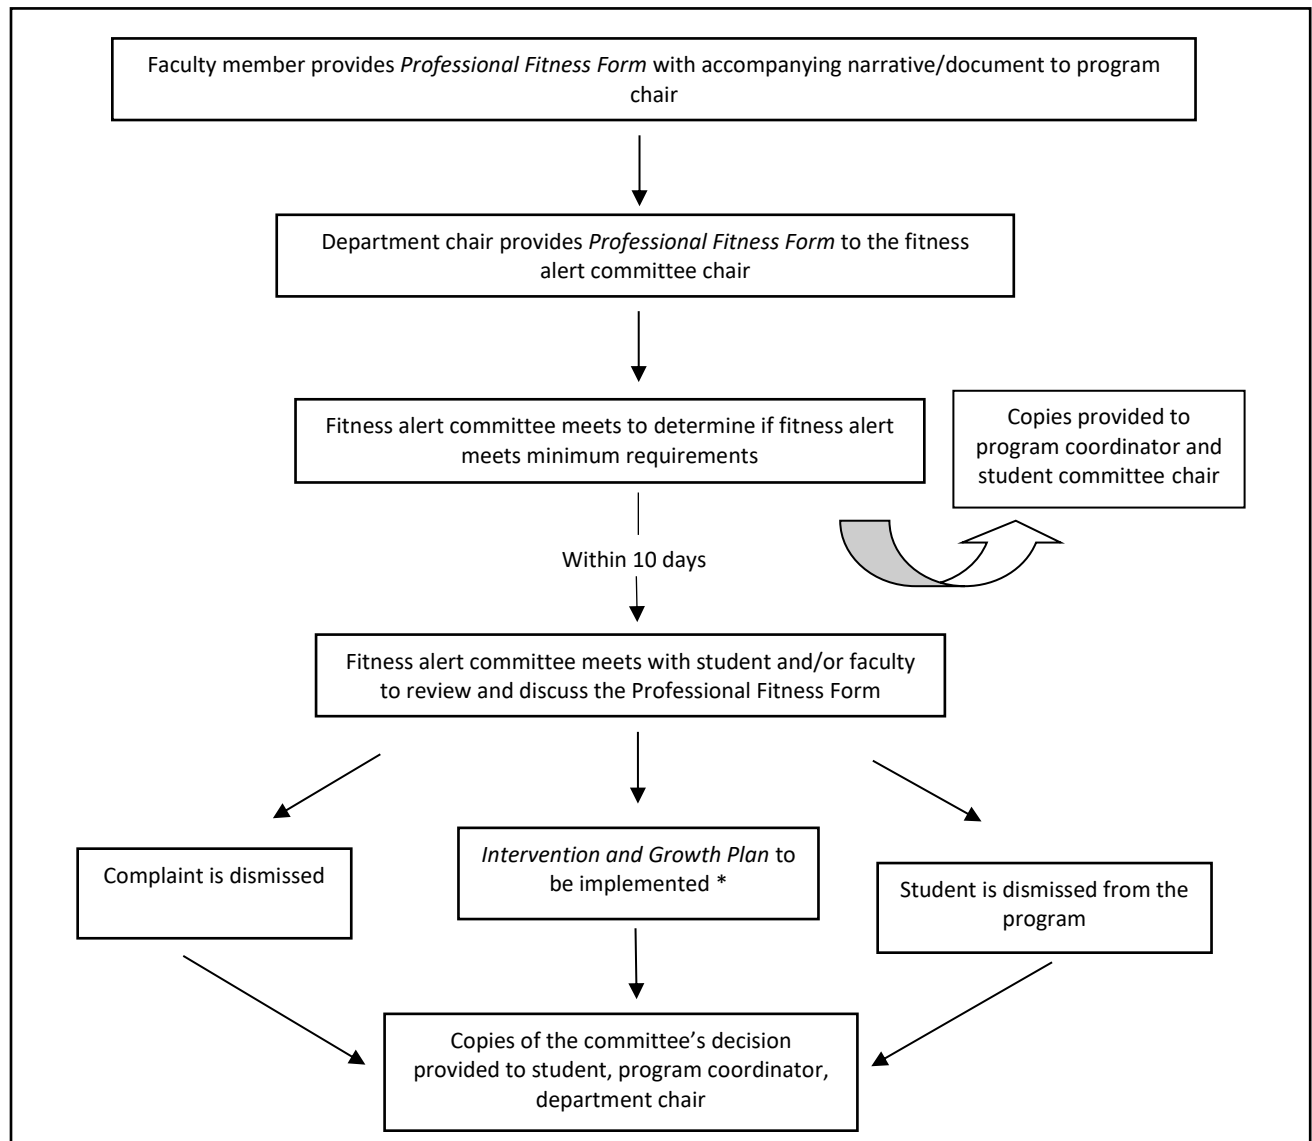 Faculty member provides Professional Fitness Form with accompanying narrative/document to program
chair
Department chair provides Professional Fitness Form to the fitness
alert committee chair
Fitness alert committee meets to determine if fitness alert
meets minimum requirements
Copies provided to
program coordinator and
student committee chair
Within 10 days
Fitness alert committee meets with student and/or faculty
to review and discuss the Professional Fitness Form
Complaint is dismissed
Intervention and Growth Plan to
be implemented *
Student is dismissed from the
program
Copies of the committee’s decision
provided to student, program coordinator,
department chair